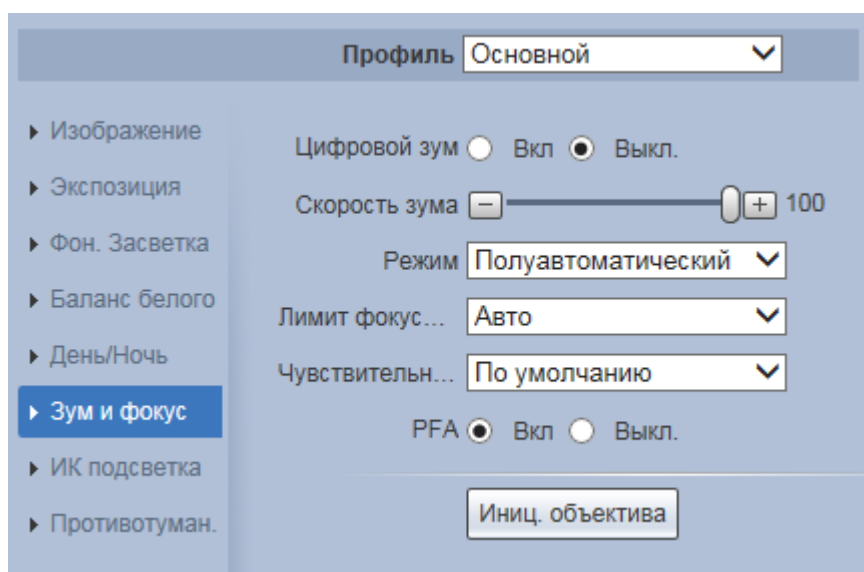 Профиль Основной
Изображение
Экспозиция
Фон. Засветка
Баланс белого
День/Ночь
Зум и фокус
ИК подсветка
Противотуман.
Цифровой зум Вкл Выкл.
Скорость зума 100
Режим Полуавтоматический
Лимит фокус... Авто
Чувствительн... По умолчанию
PFA Вкл Выкл.
Иниц. объектива